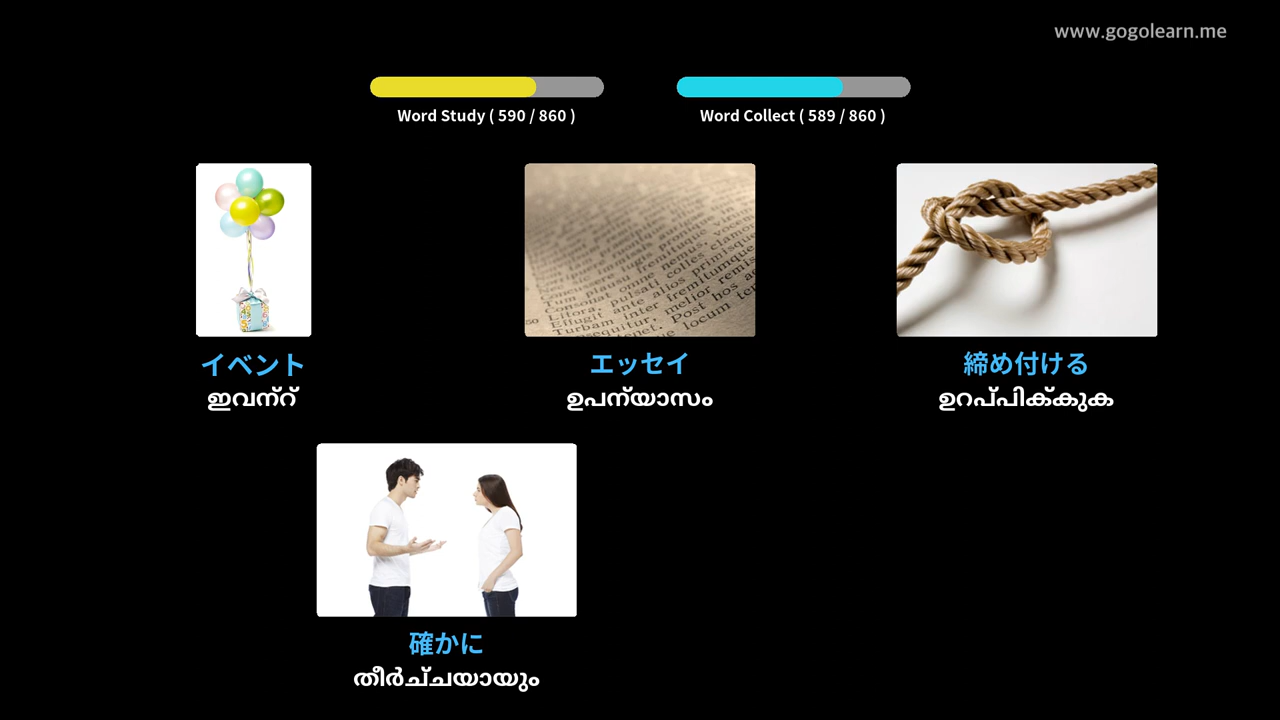 www.gogolearn.me
Word Study ( 590 / 860 )
Word Collect ( 589 / 860 )
イベント
ഇവന്റ്
エッセイ
ഉപന്യാസം
締め付ける
ഉറപ്പിക്കുക
確かに
തീർച്ചയായും